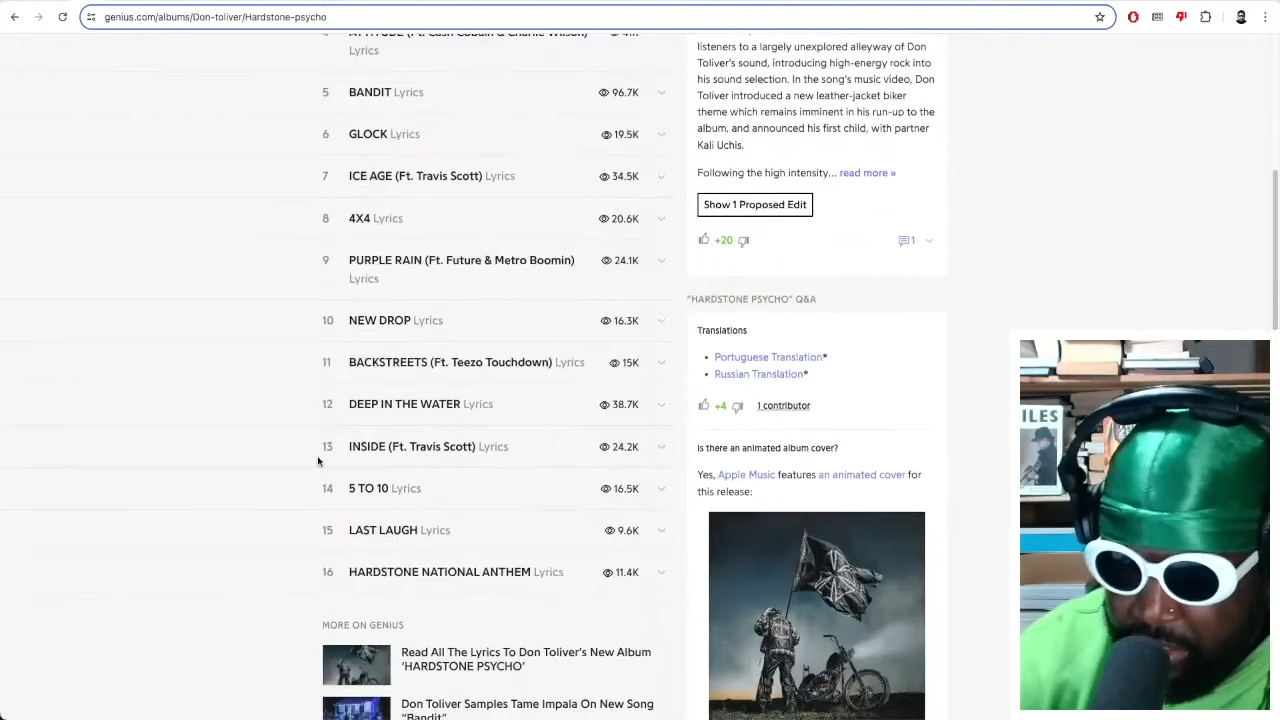 genius.com/albums/Don-toliver/Hardstone-psycho
4 ATTITUDE (Ft. Cash Cobain & Charlie Wilson) 41K
Lyrics
5 BANDIT Lyrics 96.7K
6 GLOCK Lyrics 19.5K
7 ICE AGE (Ft. Travis Scott) Lyrics 34.5K
8 4X4 Lyrics 20.6K
9 PURPLE RAIN (Ft. Future & Metro Boomin) 24.1K
Lyrics
10 NEW DROP Lyrics 16.3K
11 BACKSTREETS (Ft. Teezo Touchdown) Lyrics 15K
12 DEEP IN THE WATER Lyrics 38.7K
13 INSIDE (Ft. Travis Scott) Lyrics 24.2K
14 5 TO 10 Lyrics 16.5K
15 LAST LAUGH Lyrics 9.6K
16 HARDSTONE NATIONAL ANTHEM Lyrics 11.4K
MORE ON GENIUS
Read All The Lyrics To Don Toliver's New Album
'HARDSTONE PSYCHO'
Don Toliver Samples Tame Impala On New Song
"Bandit"
listeners to a largely unexplored alleyway of Don
Toliver's sound, introducing high-energy rock into
his sound selection. In the song's music video, Don
Toliver introduced a new leather-jacket biker
theme which remains imminent in his run-up to the
album, and announced his first child, with partner
Kali Uchis.
Following the high intensity... read more »
Show 1 Proposed Edit
+20 1
"HARDSTONE PSYCHO" Q&A
Translations
• Portuguese Translation*
• Russian Translation*
+4 1 contributor
Is there an animated album cover?
Yes, Apple Music features an animated cover for
this release:
ILES